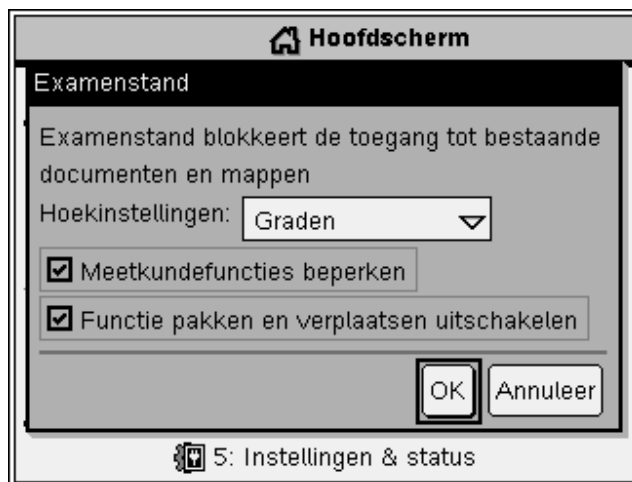 Hoofdscherm
Examenstand
Examenstand blokkeert de toegang tot bestaande
documenten en mappen
Hoekinstellingen: Graden
Meetkundefuncties beperken
Functie pakken en verplaatsen uitschakelen
OK Annuleer
5: Instellingen & status